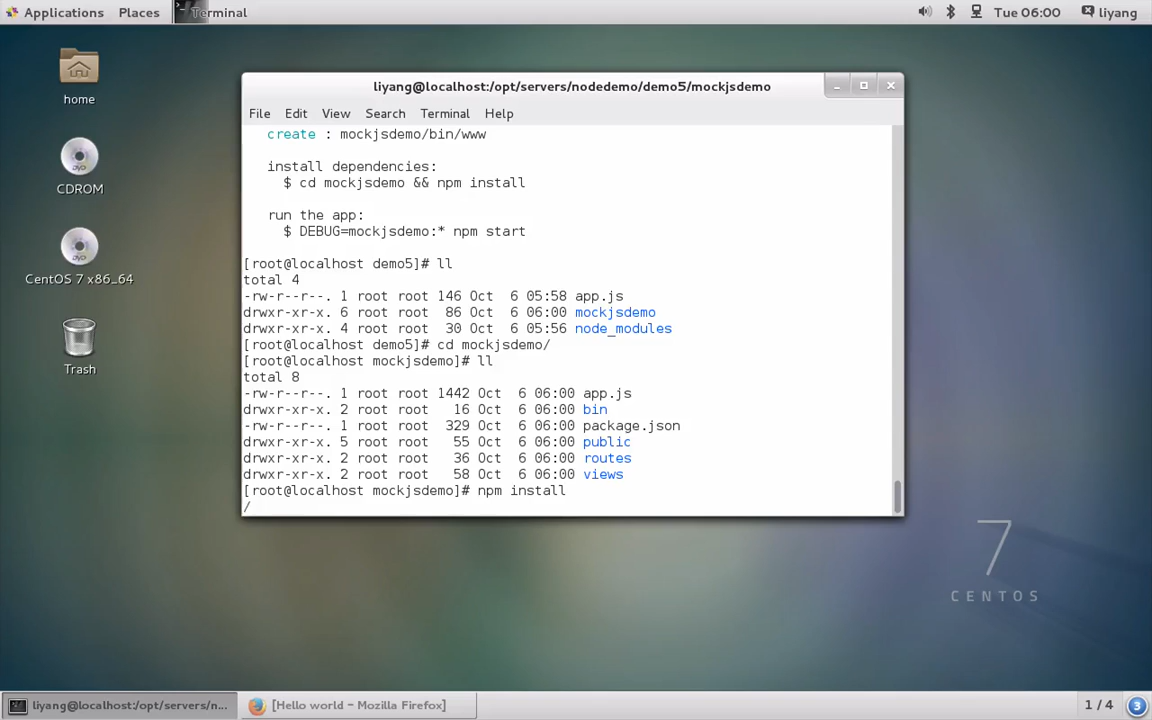 Applications Places Terminal Tue 06:00 liyang
home
CDROM
CentOS 7 x86_64
Trash
liyang@localhost:/opt/servers/nodedemo/demo5/mockjsdemo
File Edit View Search Terminal Help
create : mockjsdemo/bin/www
install dependencies:
$ cd mockjsdemo && npm install
run the app:
$ DEBUG=mockjsdemo:* npm start
[root@localhost demo5]# ll
total 4
-rw-r--r--. 1 root root 146 Oct  6 05:58 app.js
drwxr-xr-x. 6 root root  86 Oct  6 06:00 mockjsdemo
drwxr-xr-x. 4 root root  30 Oct  6 05:56 node_modules
[root@localhost demo5]# cd mockjsdemo/
[root@localhost mockjsdemo]# ll
total 8
-rw-r--r--. 1 root root 1442 Oct  6 06:00 app.js
drwxr-xr-x. 2 root root   16 Oct  6 06:00 bin
-rw-r--r--. 1 root root  329 Oct  6 06:00 package.json
drwxr-xr-x. 5 root root   55 Oct  6 06:00 public
drwxr-xr-x. 2 root root   36 Oct  6 06:00 routes
drwxr-xr-x. 2 root root   58 Oct  6 06:00 views
[root@localhost mockjsdemo]# npm install
/
7
CENTOS
liyang@localhost:/opt/servers/n... [Hello world - Mozilla Firefox] 1 / 4 3